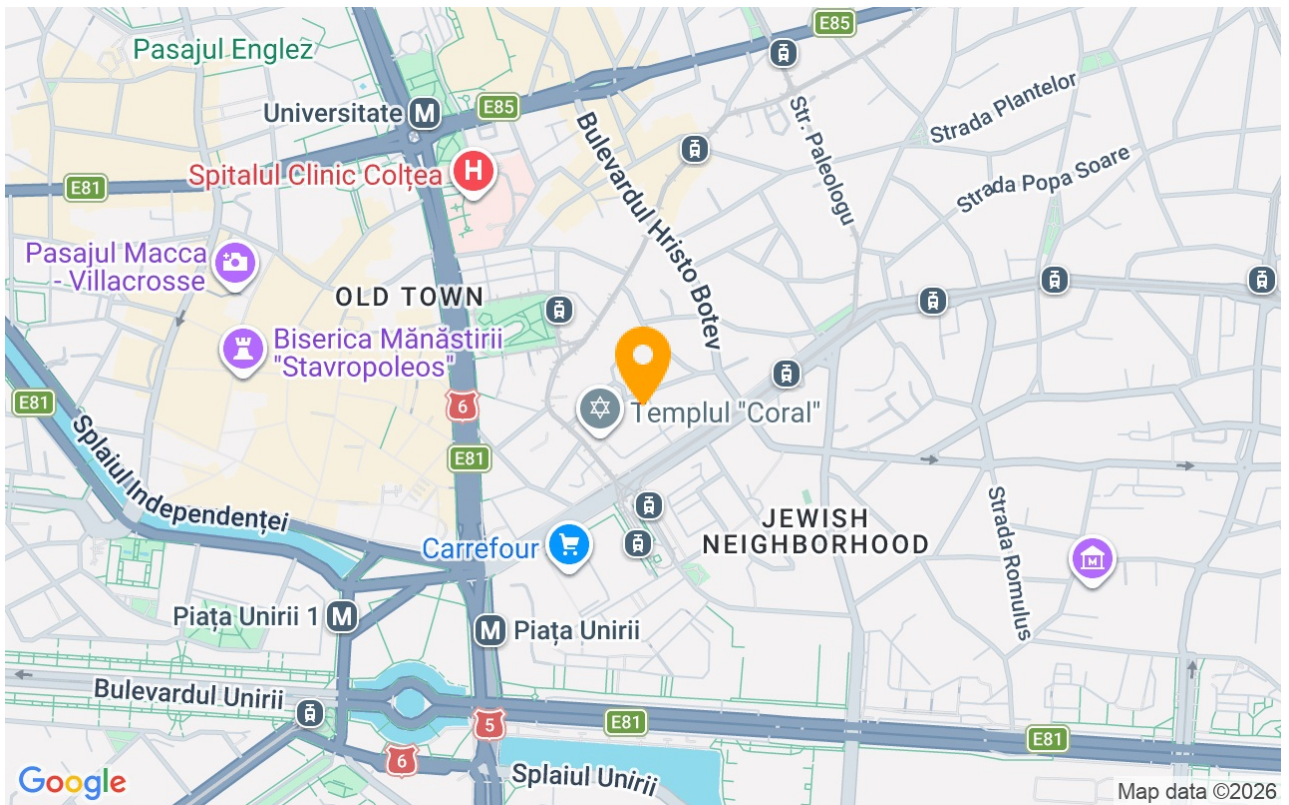 E85
Pasajul Englez
Universitate M
E85
Strada Plantelor
Str. Paleologu
Bulevardul Hristo Botev
Spitalul Clinic Colțea H
E81
Strada Popa Soare
Pasajul Macca
- Villacrosse
OLD TOWN
Biserica Mănăstirii
"Stavropoleos"
E81
6
Templul "Coral"
E81
Splaiul Independenței
JEWISH
NEIGHBORHOOD
Strada Romulus
Carrefour
M
Piața Unirii 1 M
M Piața Unirii
Bulevardul Unirii
5
E81
E81
6
Splaiul Unirii
Google
Map data ©2026